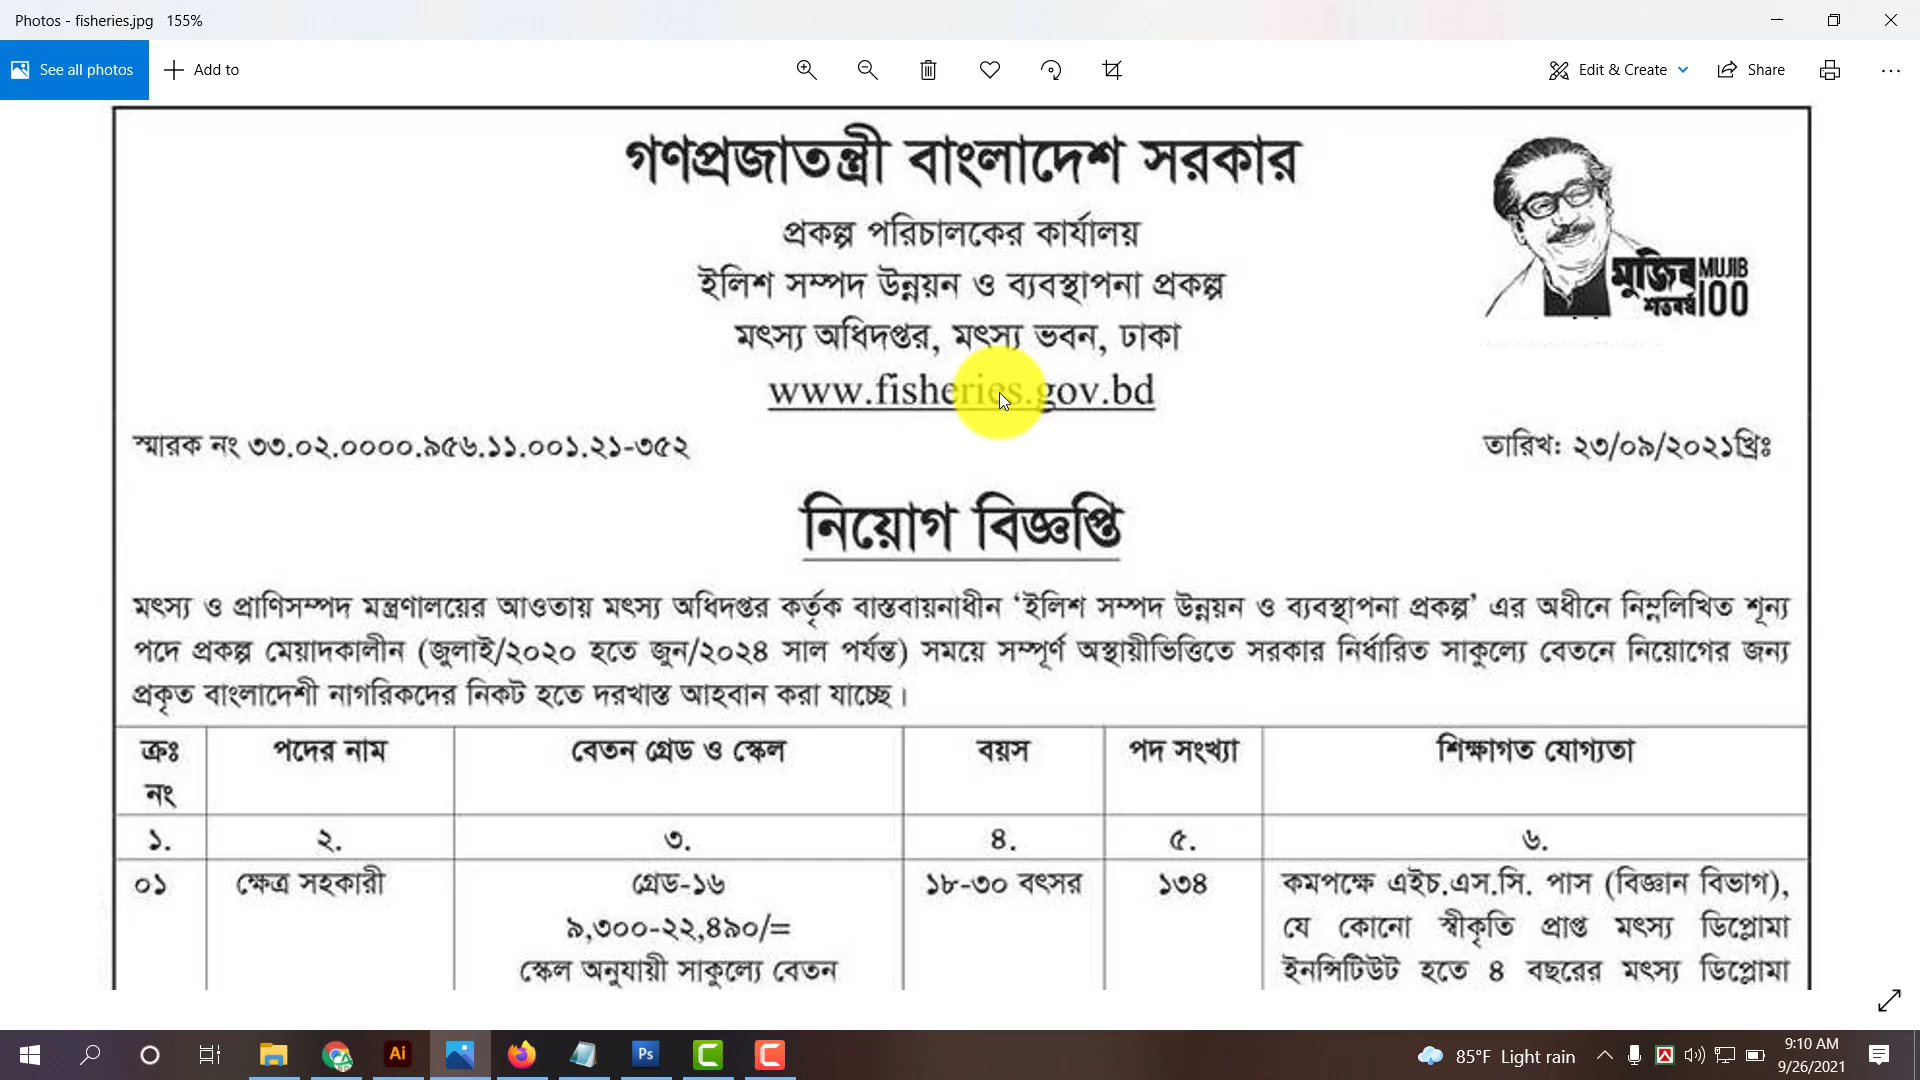 Photos - fisheries.jpg 155%
See all photos
Add to
Edit & Create
Share
গণপ্রজাতন্ত্রী বাংলাদেশ সরকার
প্রকল্প পরিচালকের কার্যালয়
ইলিশ সম্পদ উন্নয়ন ও ব্যবস্থাপনা প্রকল্প
মৎস্য অধিদপ্তর, মৎস্য ভবন, ঢাকা
www.fisheries.gov.bd
মুজিব MUJIB
শতবর্ষ 100
স্মারক নং ৩৩.০২.০০০০.৯৫৬.১১.০০১.২১-৩৫২
তারিখ: ২৩/০৯/২০২১খ্রিঃ
নিয়োগ বিজ্ঞপ্তি
মৎস্য ও প্রাণিসম্পদ মন্ত্রণালয়ের আওতায় মৎস্য অধিদপ্তর কর্তৃক বাস্তবায়নাধীন ‘ইলিশ সম্পদ উন্নয়ন ও ব্যবস্থাপনা প্রকল্প’ এর অধীনে নিম্নলিখিত শূন্য
পদে প্রকল্প মেয়াদকালীন (জুলাই/২০২০ হতে জুন/২০২৪ সাল পর্যন্ত) সময়ে সম্পূর্ণ অস্থায়ীভিত্তিতে সরকার নির্ধারিত সাকুল্যে বেতনে নিয়োগের জন্য
প্রকৃত বাংলাদেশী নাগরিকদের নিকট হতে দরখাস্ত আহবান করা যাচ্ছে।
ক্রঃ নং
পদের নাম
বেতন গ্রেড ও স্কেল
বয়স
পদ সংখ্যা
শিক্ষাগত যোগ্যতা
১. ২. ৩. ৪. ৫. ৬.
০১
ক্ষেত্র সহকারী
গ্রেড-১৬
৯,৩০০-২২,৪৯০/=
স্কেল অনুযায়ী সাকুল্যে বেতন
১৮-৩০ বৎসর
১৩৪
কমপক্ষে এইচ.এস.সি. পাস (বিজ্ঞান বিভাগ),
যে কোনো স্বীকৃতি প্রাপ্ত মৎস্য ডিপ্লোমা
ইনন্সিটিউট হতে ৪ বছরের মৎস্য ডিপ্লোমা
Ai
Ps
85°F Light rain
9:10 AM
9/26/2021